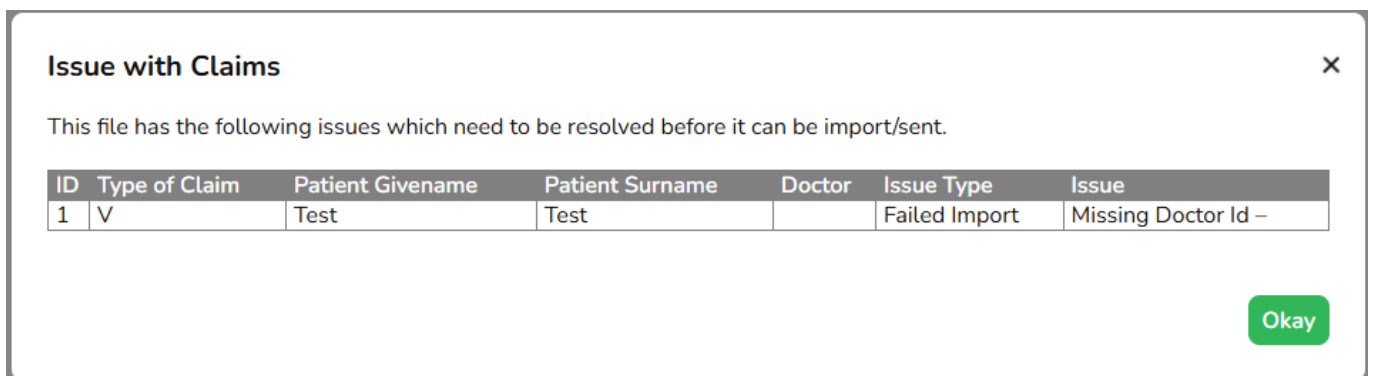 Issue with Claims
×
This file has the following issues which need to be resolved before it can be import/sent.
ID Type of Claim Patient Givename Patient Surname Doctor Issue Type Issue
1 V Test Test Failed Import Missing Doctor Id –
Okay